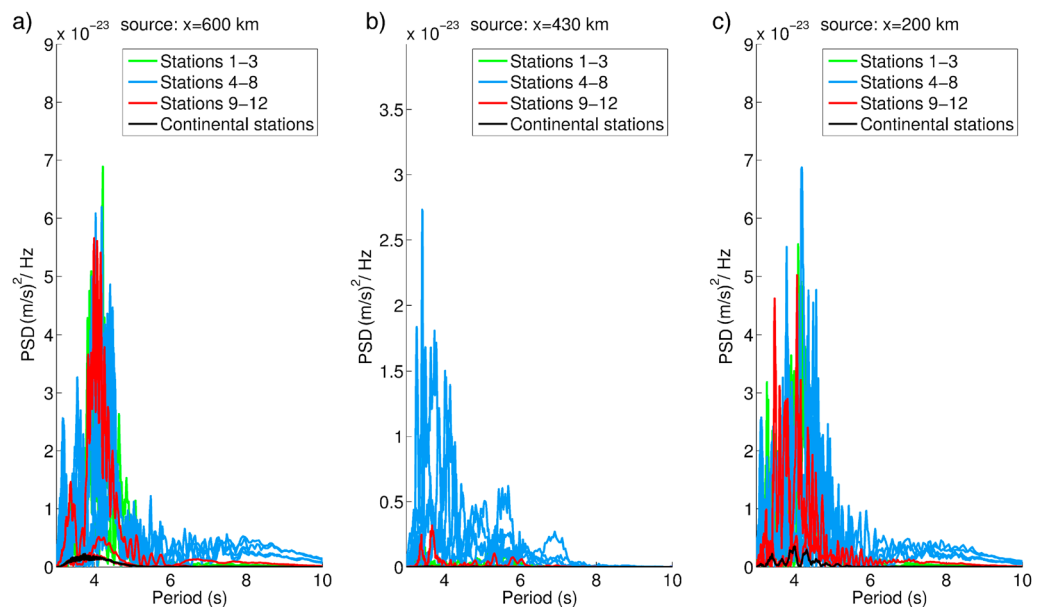 a) × 10⁻²³ source: x=600 km
9
8
7
6
5
4
3
2
1
0
PSD (m/s)²/ Hz
Stations 1−3
Stations 4−8
Stations 9−12
Continental stations
4 6 8 10
Period (s)
b) × 10⁻²³ source: x=430 km
3.5
3
2.5
2
1.5
1
0.5
0
PSD (m/s)²/ Hz
Stations 1−3
Stations 4−8
Stations 9−12
Continental stations
4 6 8 10
Period (s)
c) × 10⁻²³ source: x=200 km
9
8
7
6
5
4
3
2
1
0
PSD (m/s)²/ Hz
Stations 1−3
Stations 4−8
Stations 9−12
Continental stations
4 6 8 10
Period (s)